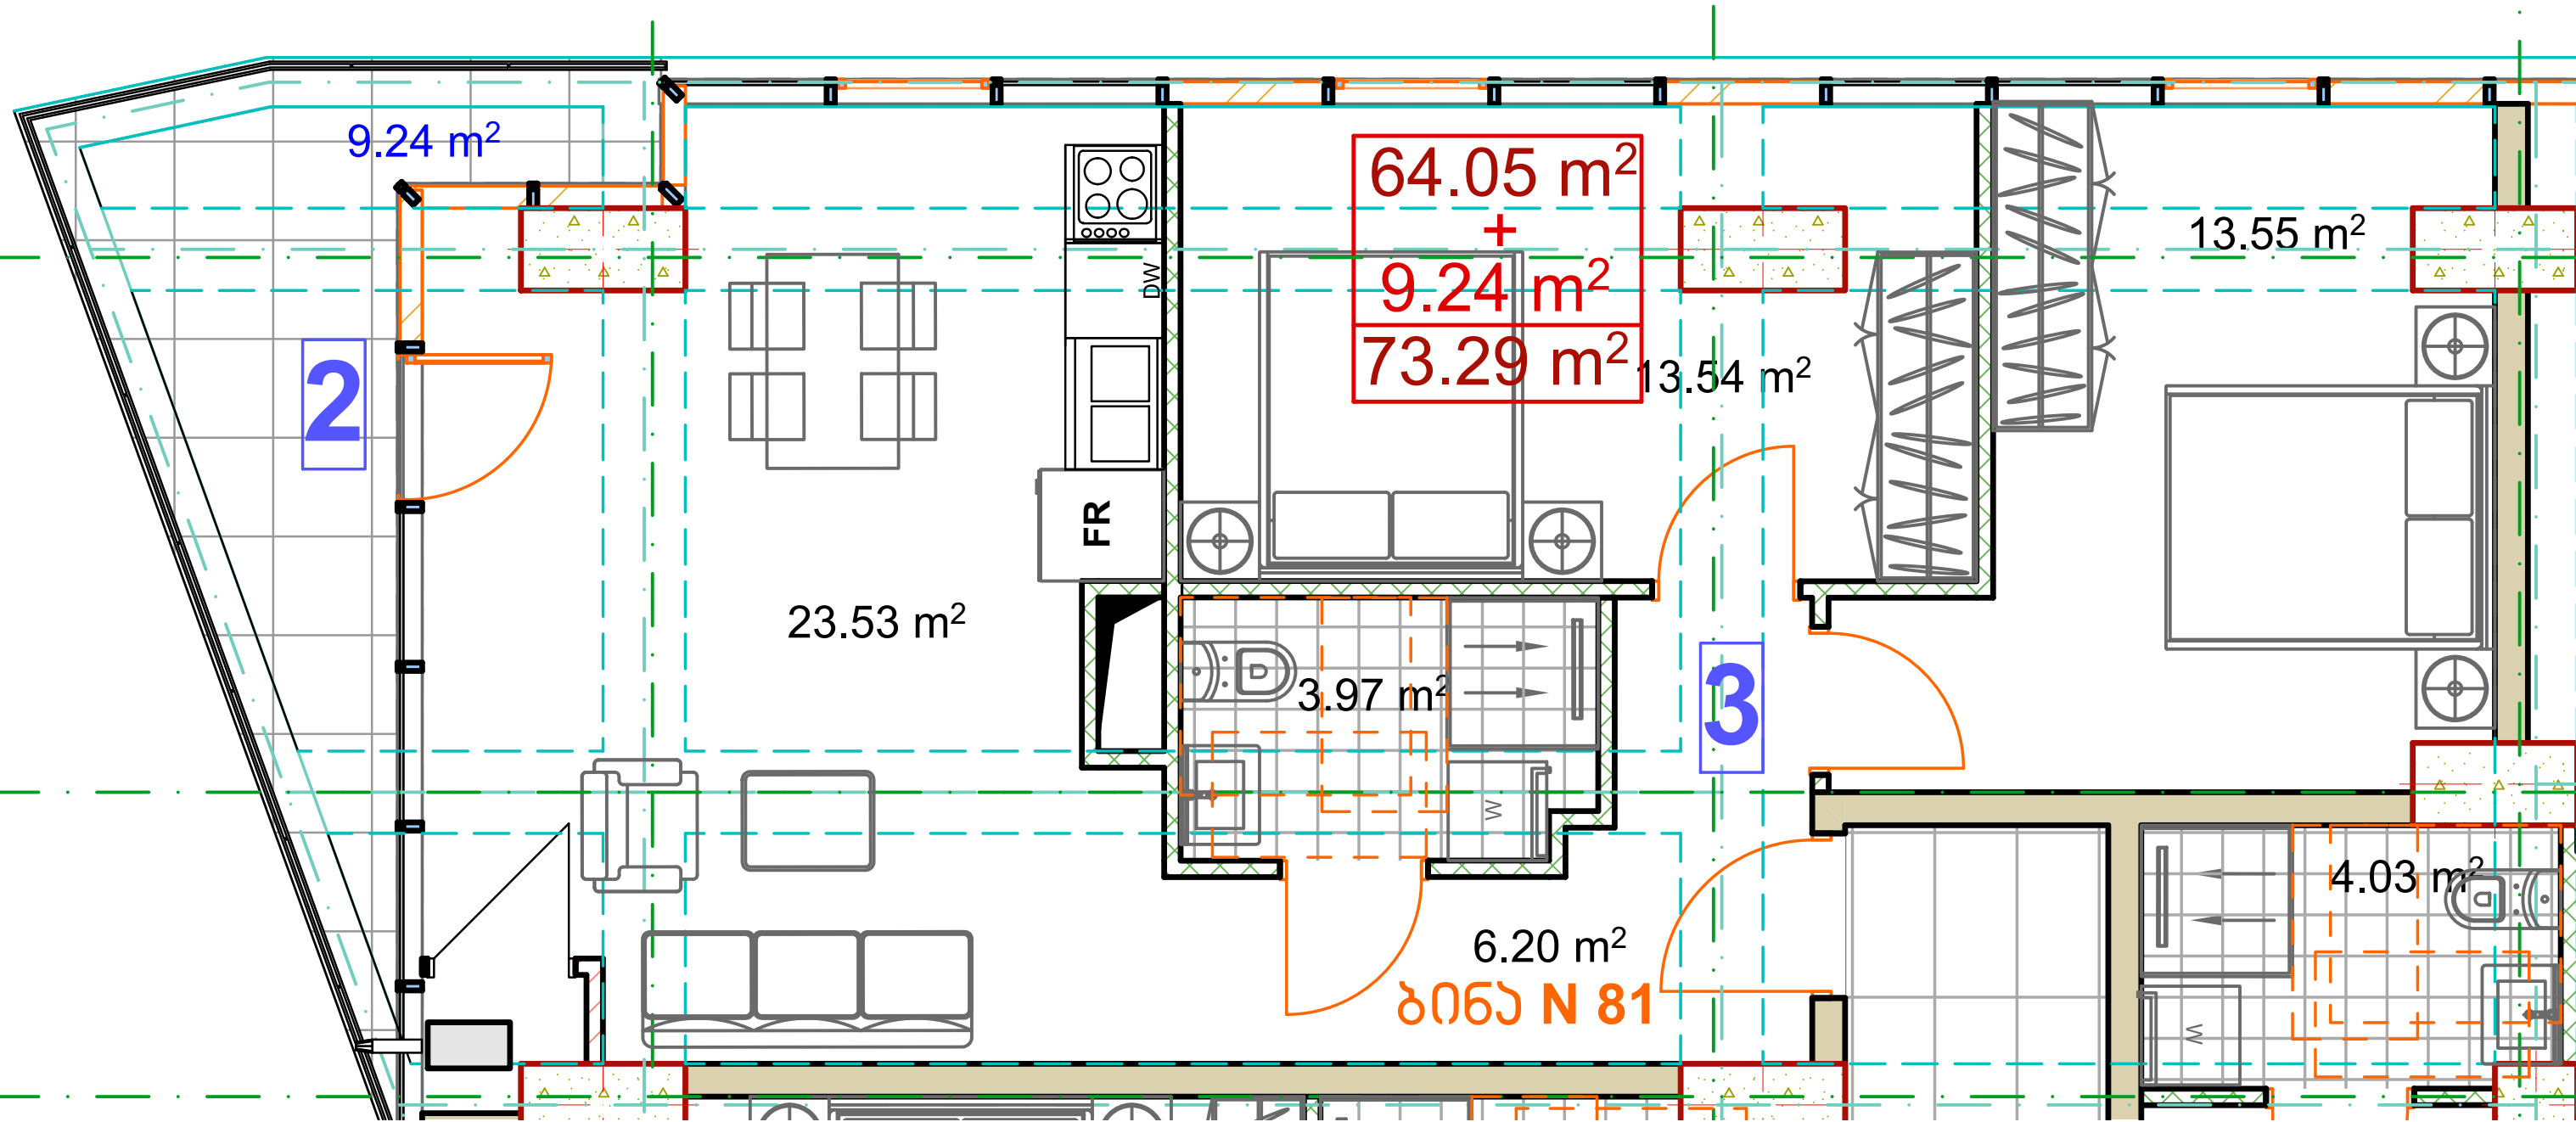 9.24 m²
64.05 m²
+
9.24 m²
73.29 m²
13.55 m²
2
DW
13.54 m²
FR
23.53 m²
3.97 m²
3
W
4.03 m²
6.20 m²
ბინა N 81
W